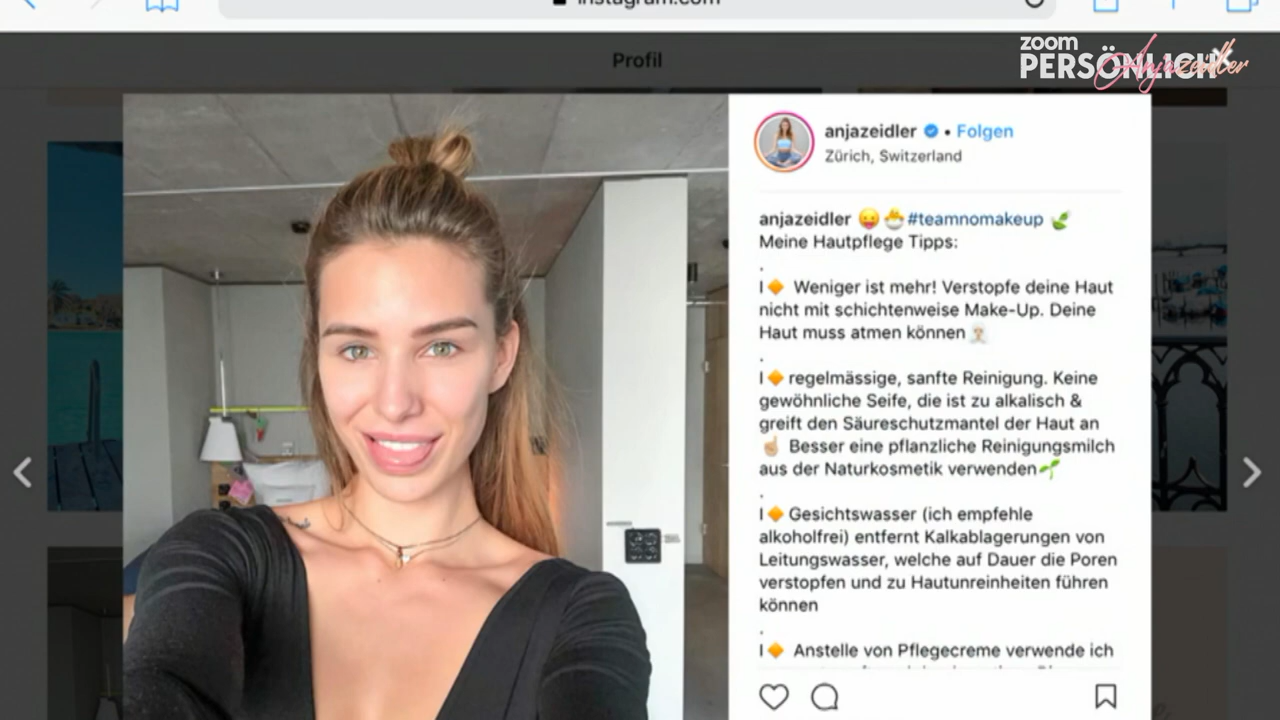 instagram.com
Profil
zoom
PERSÖNLICH
Anjazeidler
anjazeidler • Folgen
Zürich, Switzerland
anjazeidler 😛🐣#teamnomakeup 🍃
Meine Hautpflege Tipps:
.
I🔸 Weniger ist mehr! Verstopfe deine Haut
nicht mit schichtenweise Make-Up. Deine
Haut muss atmen können
.
I🔸regelmässige, sanfte Reinigung. Keine
gewöhnliche Seife, die ist zu alkalisch &
greift den Säureschutzmantel der Haut an
☝🏼 Besser eine pflanzliche Reinigungsmilch
aus der Naturkosmetik verwenden🌱
.
I🔸Gesichtswasser (ich empfehle
alkoholfrei) entfernt Kalkablagerungen von
Leitungswasser, welche auf Dauer die Poren
verstopfen und zu Hautunreinheiten führen
können
.
I🔸 Anstelle von Pflegecreme verwende ich